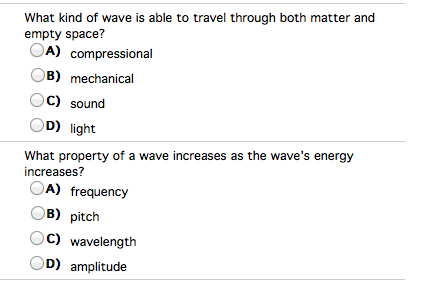 What kind of wave is able to travel through both matter and
empty space?
A) compressional
B) mechanical
C) sound
D) light
What property of a wave increases as the wave's energy
increases?
A) frequency
B) pitch
C) wavelength
D) amplitude